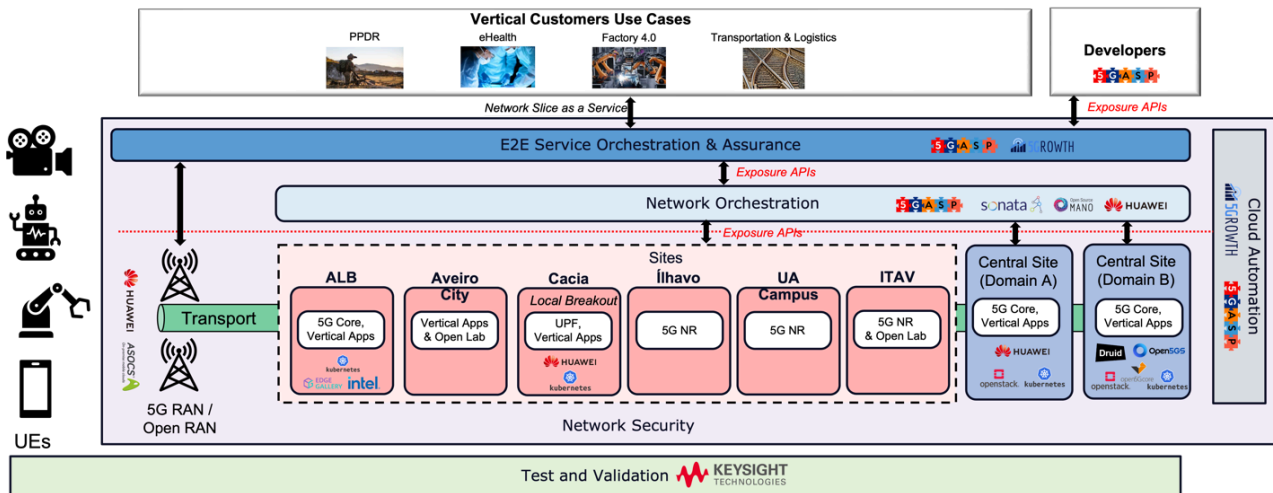 Vertical Customers Use Cases
PPDR
eHealth
Factory 4.0
Transportation & Logistics
Developers
5GASP
Network Slice as a Service
Exposure APIs
E2E Service Orchestration & Assurance
5GASP
5GROWTH
Exposure APIs
Network Orchestration
5GASP
sonata
Open Source
MANO
HUAWEI
Exposure APIs
Cloud Automation
5GROWTH
5GASP
Sites
ALB
5G Core,
Vertical Apps
kubernetes
EDGE
GALLERY
intel.
Aveiro
City
Vertical Apps
& Open Lab
Cacia
Local Breakout
UPF,
Vertical Apps
HUAWEI
kubernetes
Ílhavo
5G NR
UA
Campus
5G NR
ITAV
5G NR
& Open Lab
Central Site
(Domain A)
5G Core,
Vertical Apps
HUAWEI
openstack.
kubernetes
Central Site
(Domain B)
5G Core,
Vertical Apps
Druid
Open5GS
openstack.
open5Gcore
kubernetes
HUAWEI
ASOCS
Transport
5G RAN /
Open RAN
UEs
Network Security
Test and Validation
KEYSIGHT
TECHNOLOGIES